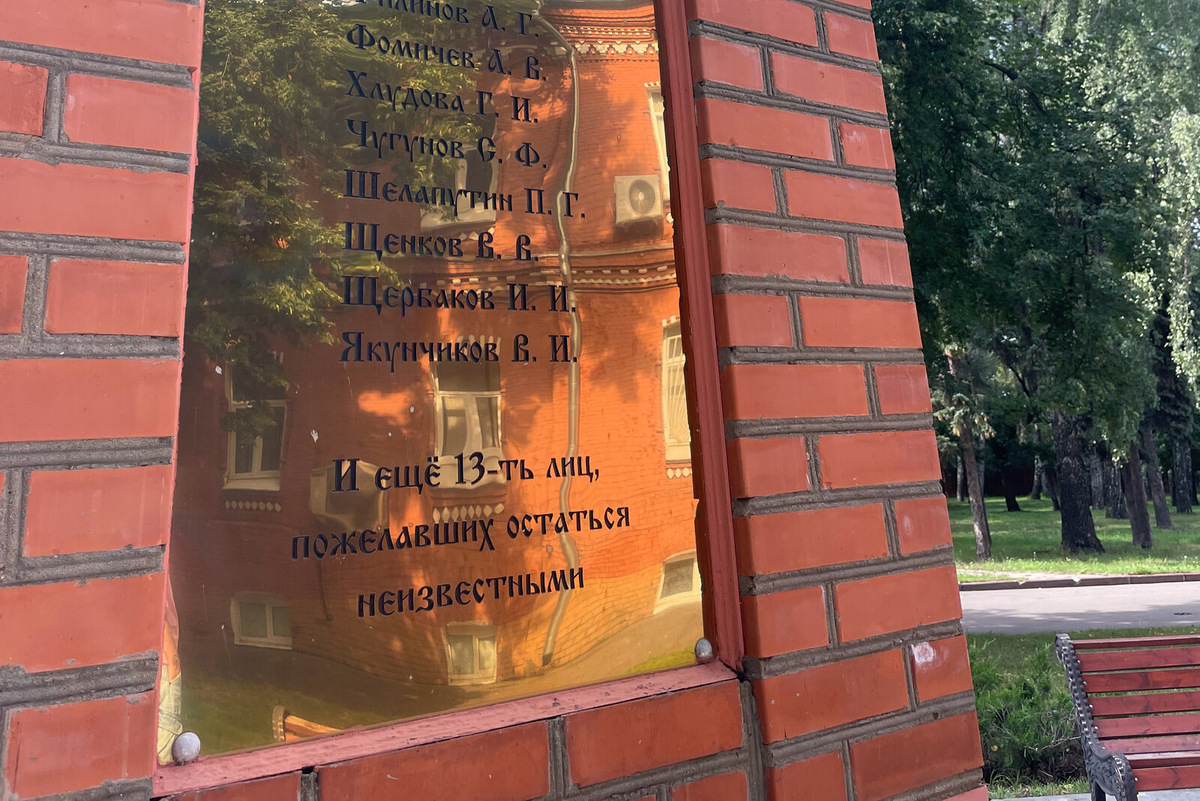 А. Г.
Фомичев А. В.
Хлудова Г. И.
Чугунов С. Ф.
Шелапутин П. Г.
Щенков В. В.
Щербаков И. И.
Якунчиков В. И.
И ещё 13-ть лиц,
пожелавших остаться
неизвестными